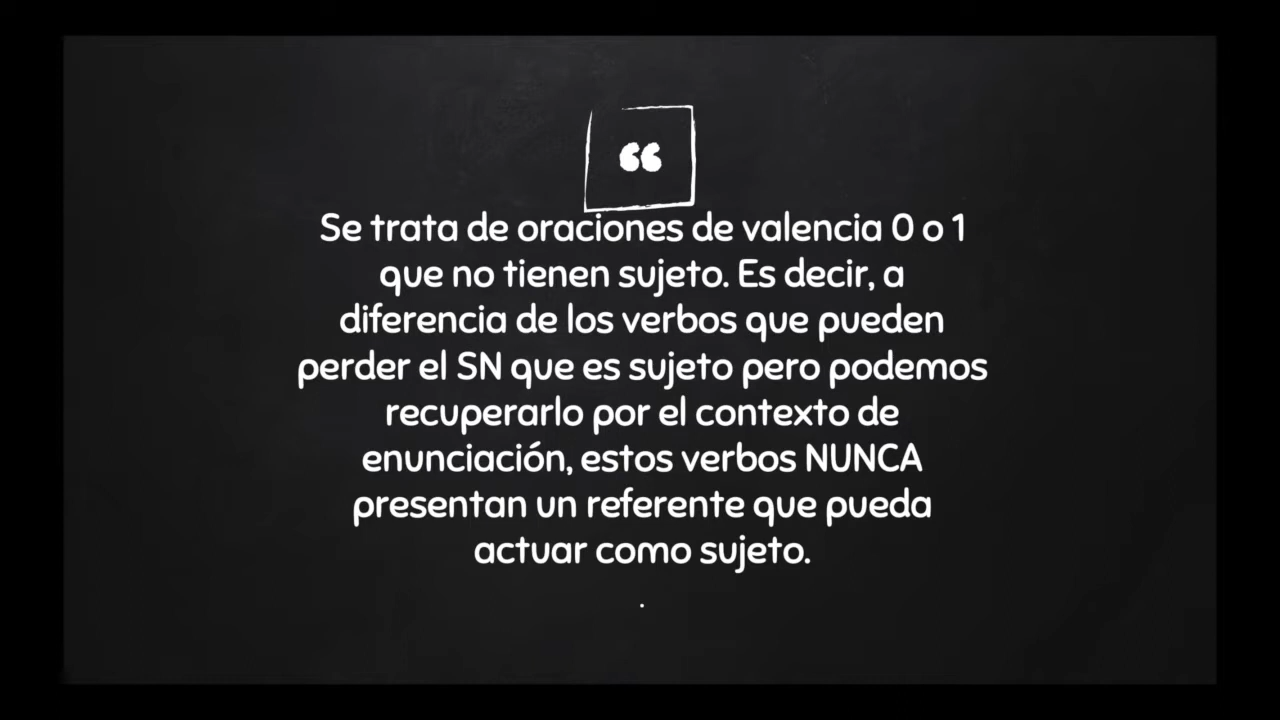 “
Se trata de oraciones de valencia 0 o 1
que no tienen sujeto. Es decir, a
diferencia de los verbos que pueden
perder el SN que es sujeto pero podemos
recuperarlo por el contexto de
enunciación, estos verbos NUNCA
presentan un referente que pueda
actuar como sujeto.
.